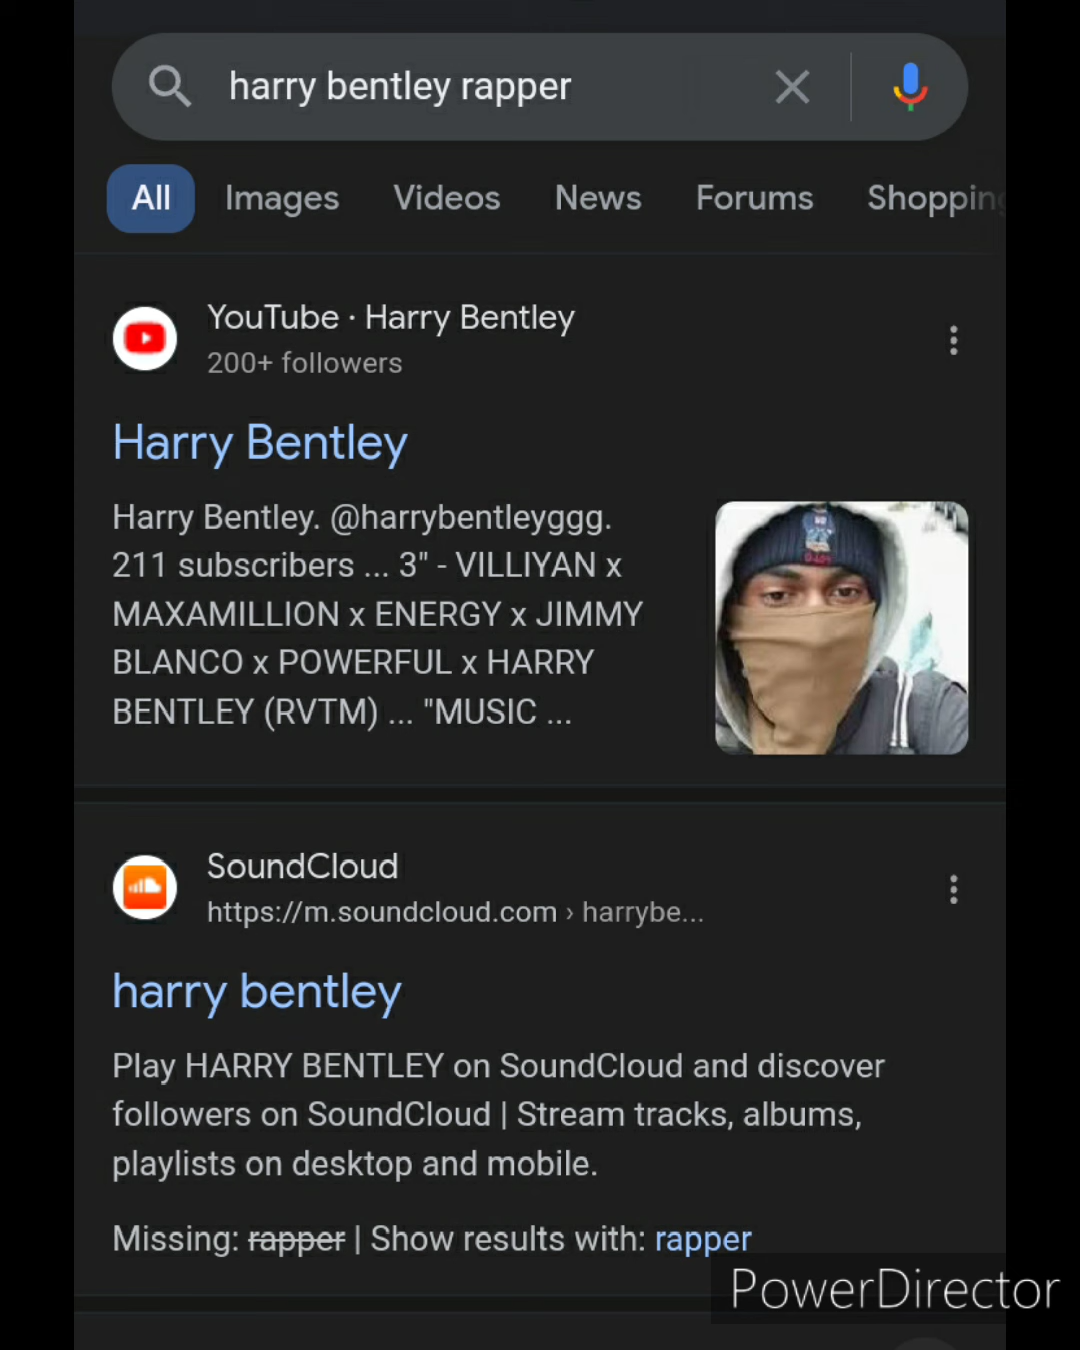 harry bentley rapper
All Images Videos News Forums Shopping
YouTube · Harry Bentley
200+ followers
Harry Bentley
Harry Bentley. @harrybentleyggg.
211 subscribers ... 3" - VILLIYAN x
MAXAMILLION x ENERGY x JIMMY
BLANCO x POWERFUL x HARRY
BENTLEY (RVTM) ... "MUSIC ...
SoundCloud
https://m.soundcloud.com › harrybe...
harry bentley
Play HARRY BENTLEY on SoundCloud and discover
followers on SoundCloud | Stream tracks, albums,
playlists on desktop and mobile.
Missing: rapper | Show results with: rapper
PowerDirector